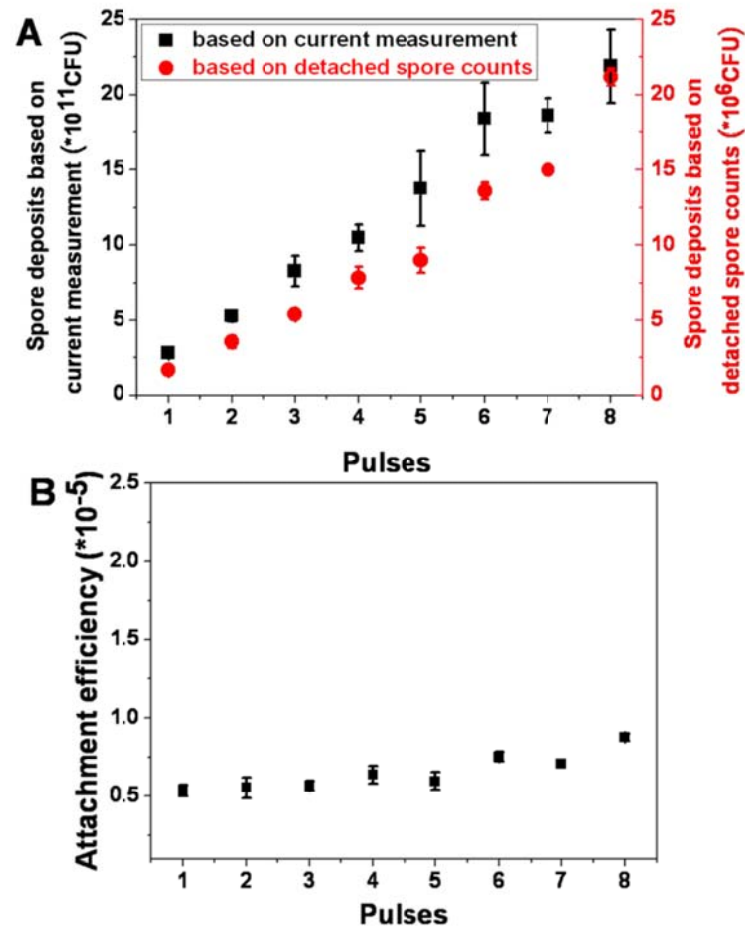 A
Spore deposits based on
current measurement (*10¹¹CFU)
25
20
15
10
5
0
based on current measurement
based on detached spore counts
25
20
15
10
5
0
Spore deposits based on
detached spore counts (*10⁶CFU)
1 2 3 4 5 6 7 8
Pulses
B
Attachment efficiency (*10-5)
2.5
2.0
1.5
1.0
0.5
1 2 3 4 5 6 7 8
Pulses